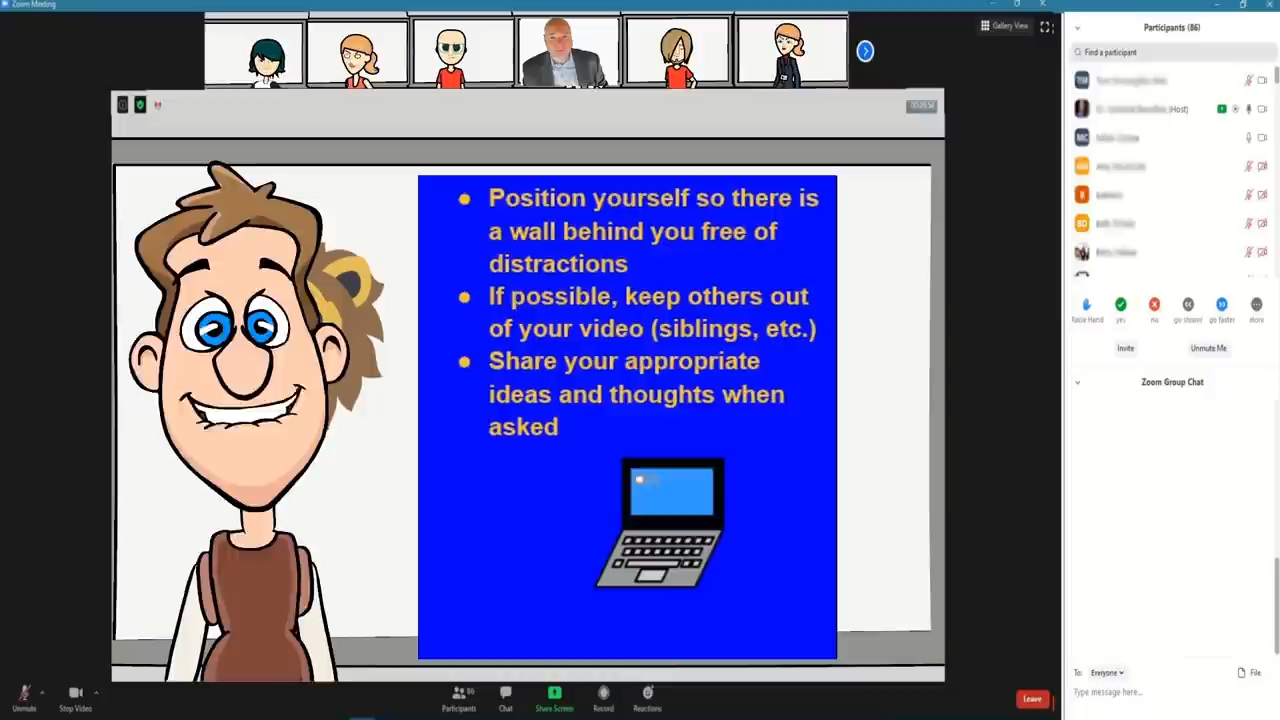 Zoom Meeting
Gallery View
Participants (86)
Find a participant
(Host)
MC
BD
Raise Hand
yes
no
go slower
go faster
more
Invite
Unmute Me
Zoom Group Chat
• Position yourself so there is
a wall behind you free of
distractions
• If possible, keep others out
of your video (siblings, etc.)
• Share your appropriate
ideas and thoughts when
asked
To: Everyone
File
Type message here...
Unmute
Stop Video
86
Participants
Chat
Share Screen
Record
Reactions
Leave